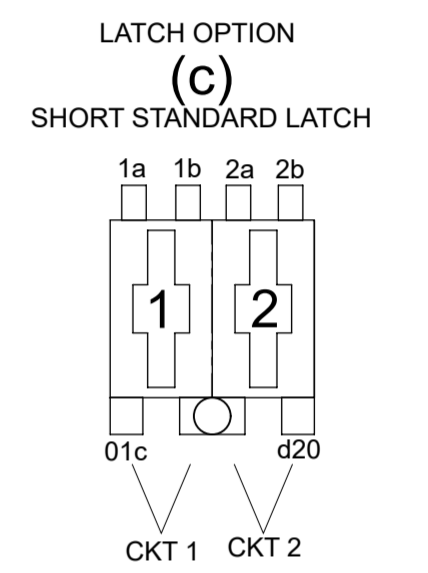 LATCH OPTION
(c)
SHORT STANDARD LATCH
1a 1b 2a 2b
1 2
01c d20
CKT 1 CKT 2